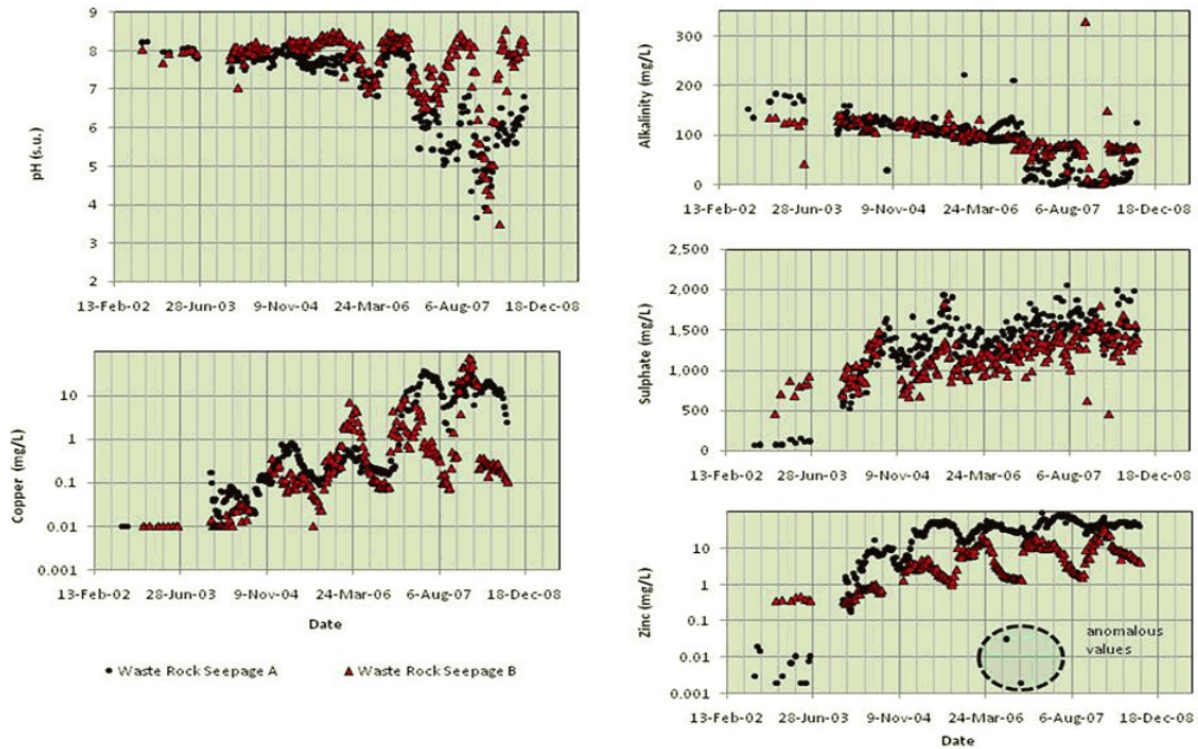 9
8
7
6
5
4
3
2
pH (s.u.)
13-Feb-02 28-Jun-03 9-Nov-04 24-Mar-06 6-Aug-07 18-Dec-08
10
1
0.1
0.01
0.001
Copper (mg/L)
13-Feb-02 28-Jun-03 9-Nov-04 24-Mar-06 6-Aug-07 18-Dec-08
Date
Waste Rock Seepage A Waste Rock Seepage B
300
200
100
0
Alkalinity (mg/L)
13-Feb-02 28-Jun-03 9-Nov-04 24-Mar-06 6-Aug-07 18-Dec-08
2,500
2,000
1,500
1,000
500
0
Sulphate (mg/L)
13-Feb-02 28-Jun-03 9-Nov-04 24-Mar-06 6-Aug-07 18-Dec-08
10
1
0.1
0.01
0.001
Zinc (mg/L)
anomalous
values
13-Feb-02 28-Jun-03 9-Nov-04 24-Mar-06 6-Aug-07 18-Dec-08
Date